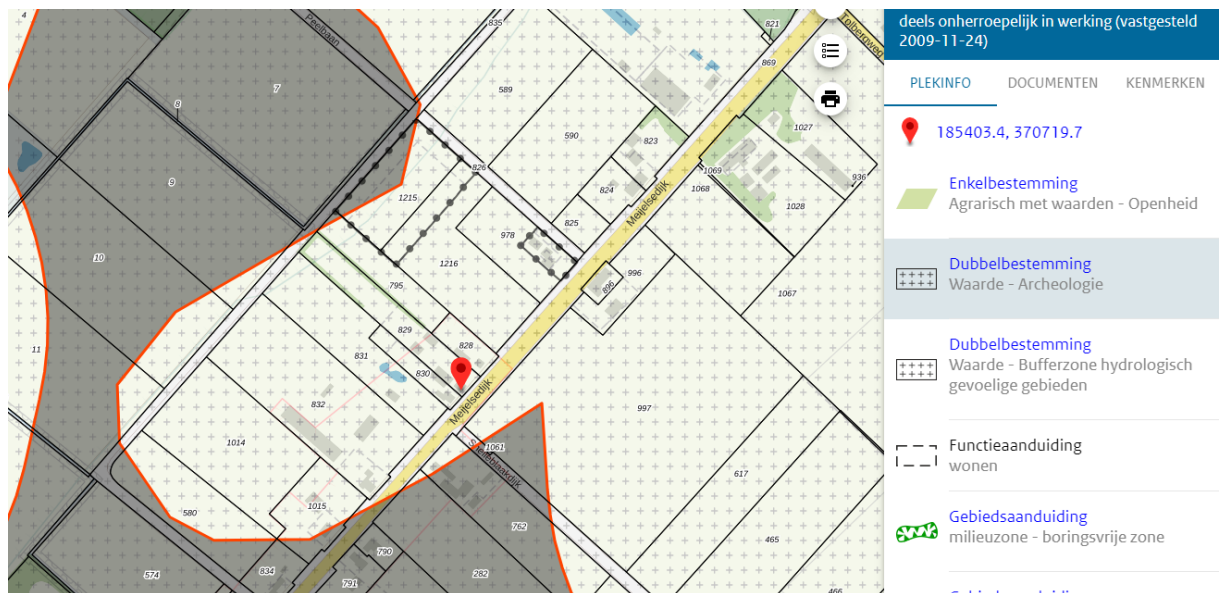 deels onherroepelijk in werking (vastgesteld
2009-11-24)
PLEKINFO DOCUMENTEN KENMERKEN
185403.4, 370719.7
Enkelbestemming
Agrarisch met waarden - Openheid
Dubbelbestemming
Waarde - Archeologie
Dubbelbestemming
Waarde - Bufferzone hydrologisch
gevoelige gebieden
Functieaanduiding
wonen
Gebiedsaanduiding
milieuzone - boringsvrije zone
Peelbaan
835
821
Tolbergweg
869
7
8
589
590
823
1027
826
9
1215
824
1069
1068
936
Meijelsedijk
1028
978
825
10
1216
996
896
795
1067
11
829
828
831
830
832
Meijelsedijk
997
1014
1061
617
1015
580
762
465
790
574
834
791
282
466